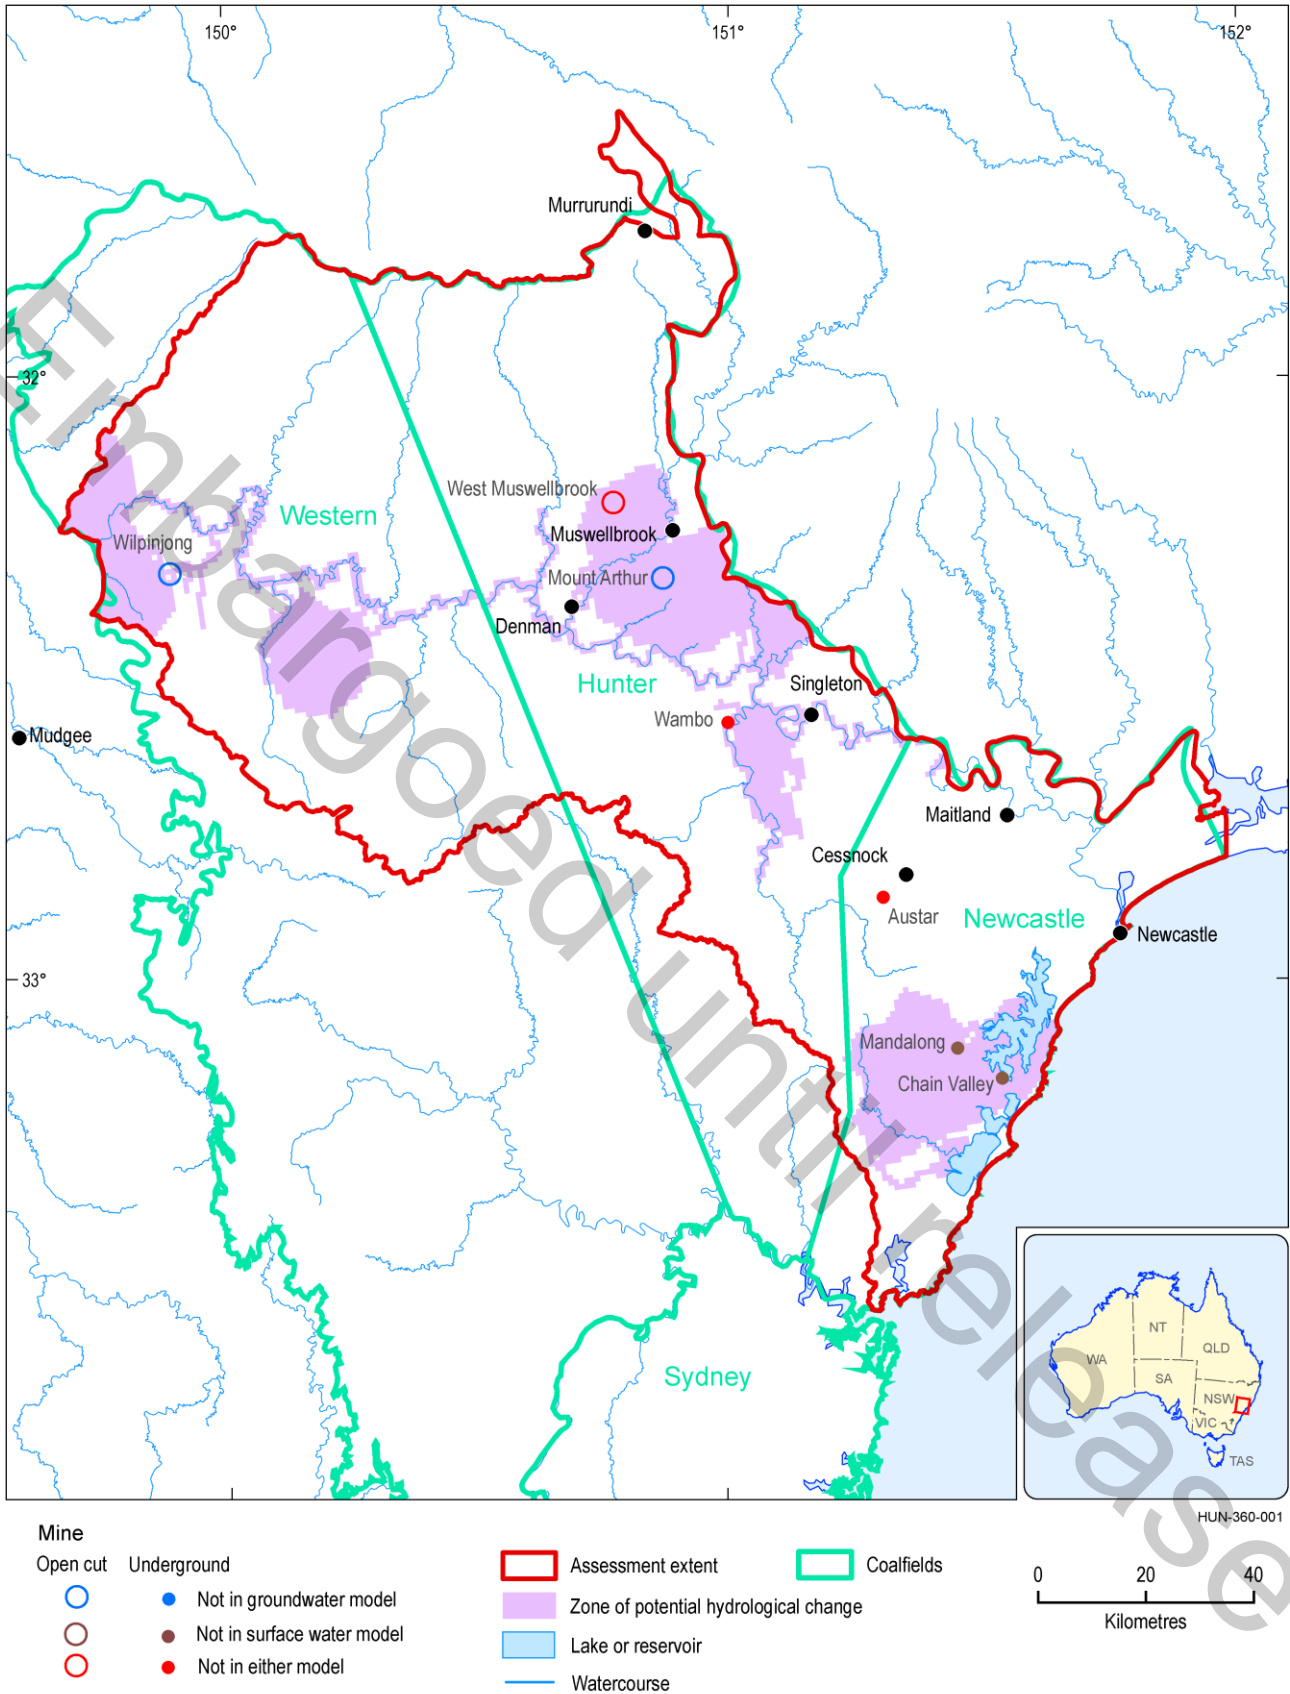 150°
151°
152°
Murrurundi
32°
West Muswellbrook
Western
Muswellbrook
Wilpinjong
Mount Arthur
Denman
Hunter
Singleton
Wambo
Mudgee
Maitland
Cessnock
Austar
Newcastle
Newcastle
33°
Mandalong
Chain Valley
Sydney
Embargoed until release
NT
QLD
WA
SA
NSW
VIC
TAS
HUN-360-001
Mine
Open cut Underground
Not in groundwater model
Not in surface water model
Not in either model
Assessment extent
Zone of potential hydrological change
Lake or reservoir
Watercourse
Coalfields
0 20 40
Kilometres